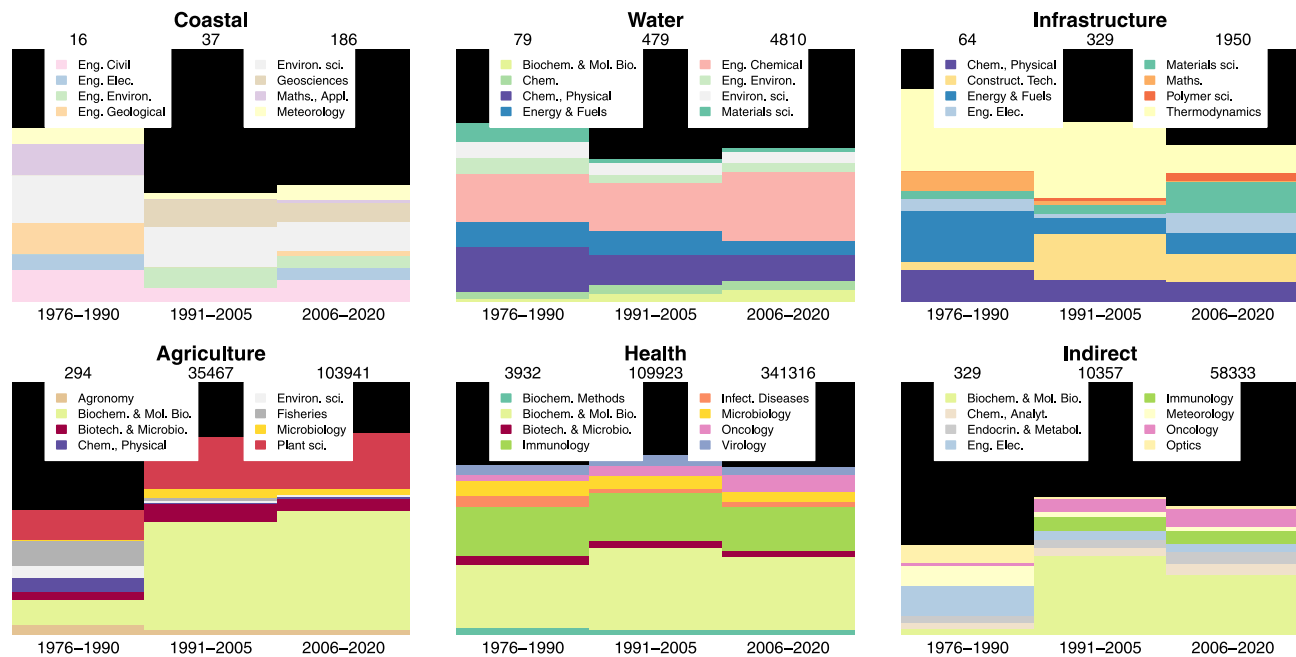 Coastal
16 37 186
Eng. Civil
Eng. Elec.
Eng. Environ.
Eng. Geological
Environ. sci.
Geosciences
Maths., Appl.
Meteorology
1976–1990 1991–2005 2006–2020
Water
79 479 4810
Biochem. & Mol. Bio.
Chem.
Chem., Physical
Energy & Fuels
Eng. Chemical
Eng. Environ.
Environ. sci.
Materials sci.
1976–1990 1991–2005 2006–2020
Infrastructure
64 329 1950
Chem., Physical
Construct. Tech.
Energy & Fuels
Eng. Elec.
Materials sci.
Maths.
Polymer sci.
Thermodynamics
1976–1990 1991–2005 2006–2020
Agriculture
294 35467 103941
Agronomy
Biochem. & Mol. Bio.
Biotech. & Microbio.
Chem., Physical
Environ. sci.
Fisheries
Microbiology
Plant sci.
1976–1990 1991–2005 2006–2020
Health
3932 109923 341316
Biochem. Methods
Biochem. & Mol. Bio.
Biotech. & Microbio.
Immunology
Infect. Diseases
Microbiology
Oncology
Virology
1976–1990 1991–2005 2006–2020
Indirect
329 10357 58333
Biochem. & Mol. Bio.
Chem., Analyt.
Endocrin. & Metabol.
Eng. Elec.
Immunology
Meteorology
Oncology
Optics
1976–1990 1991–2005 2006–2020